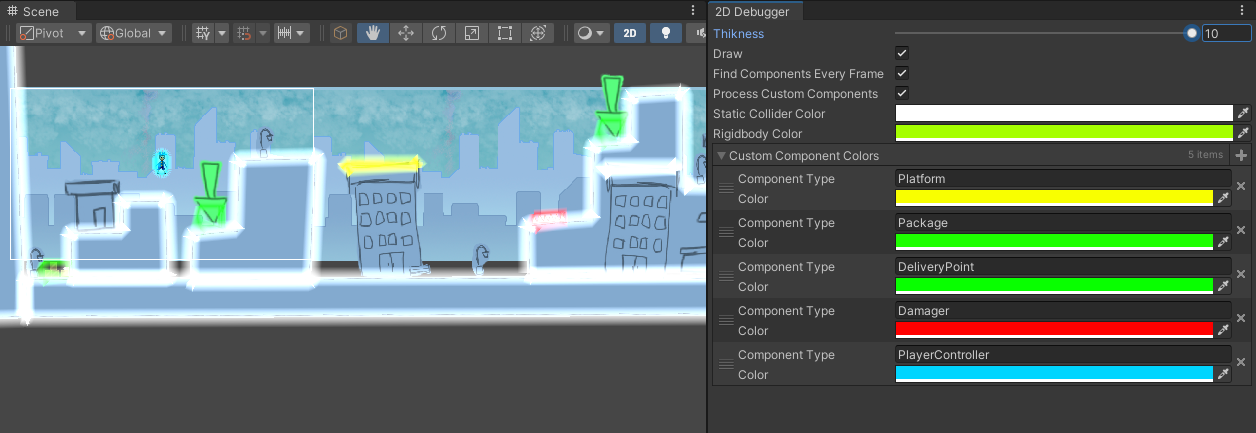 Scene
2D Debugger
Pivot
Global
2D
Thikness
10
Draw
Find Components Every Frame
Process Custom Components
Static Collider Color
Rigidbody Color
Custom Component Colors
5 items
Component Type
Platform
Color
Component Type
Package
Color
Component Type
DeliveryPoint
Color
Component Type
Damager
Color
Component Type
PlayerController
Color